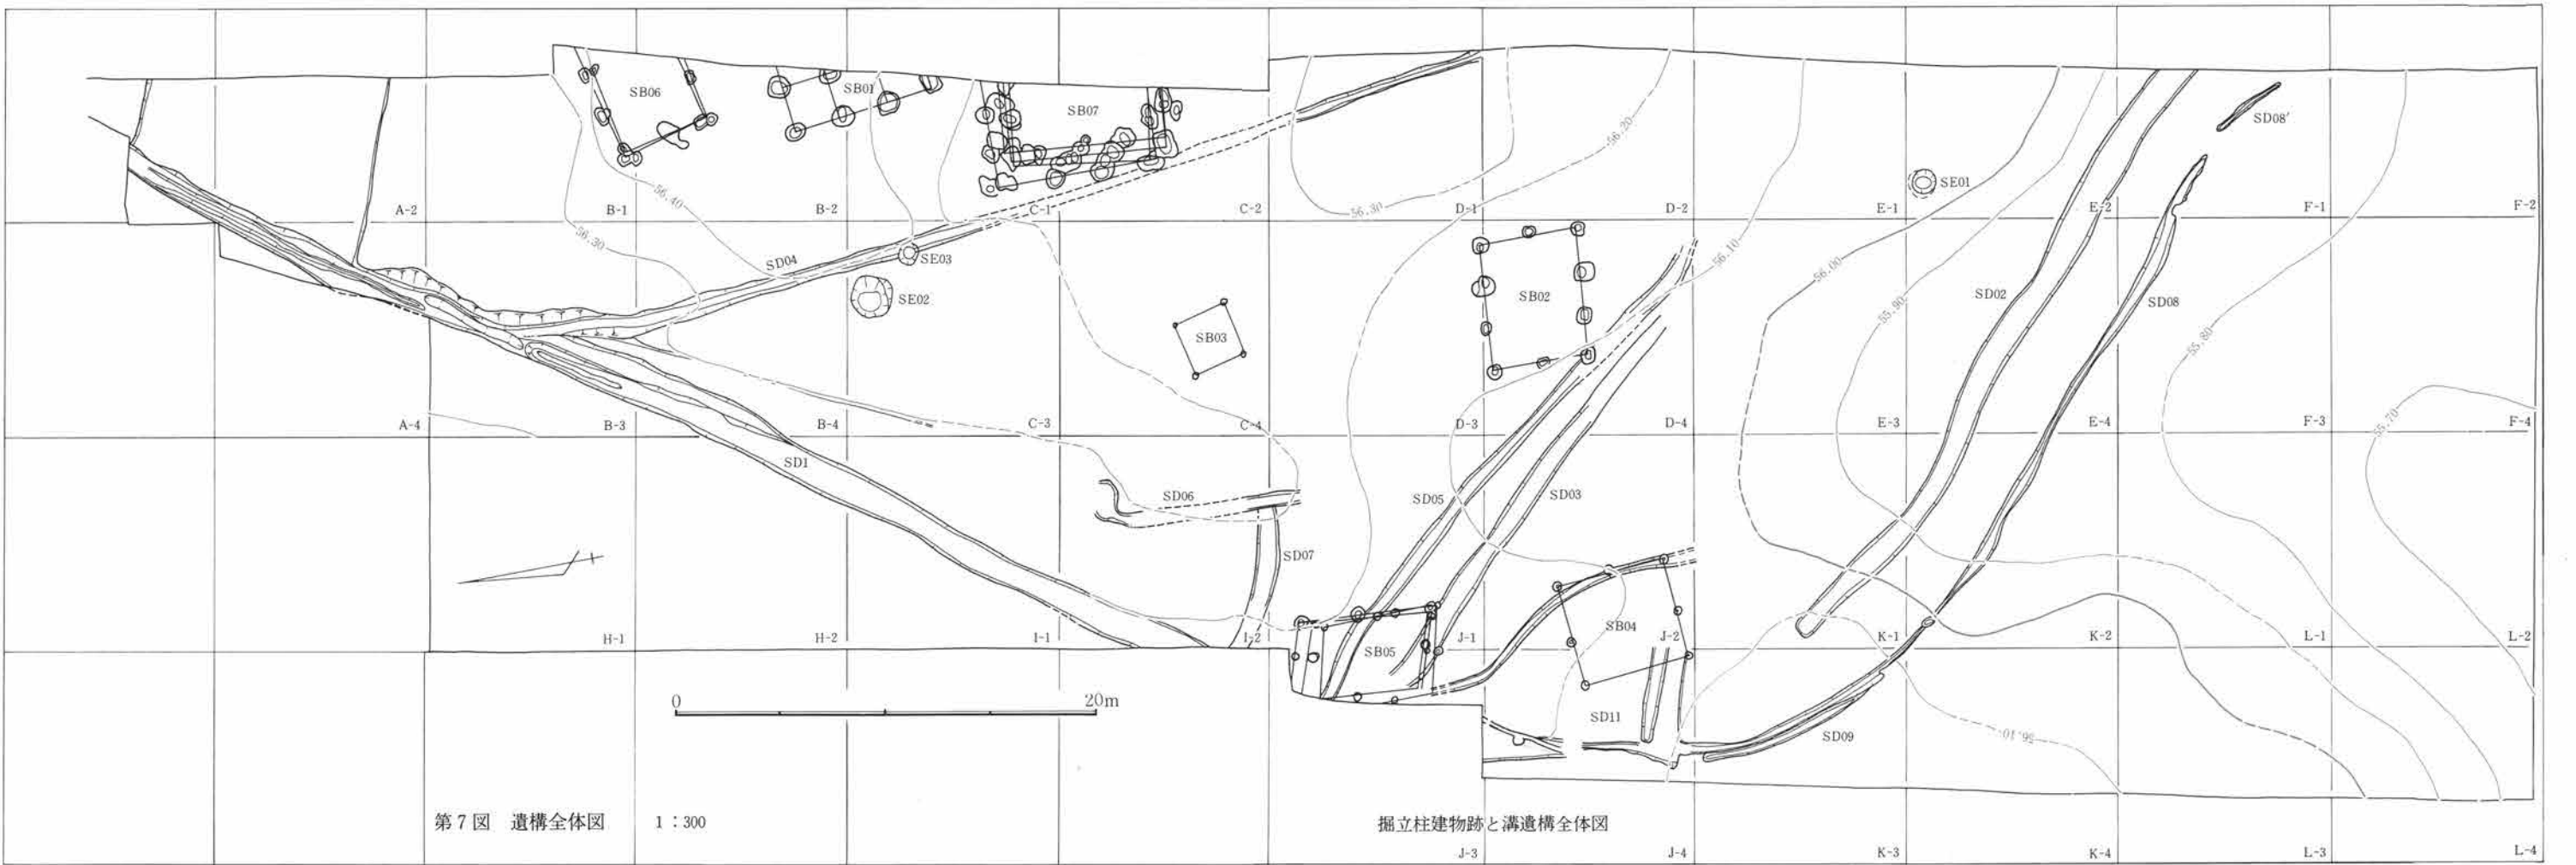 SB06
SB01
SB07
SD08'
SE01
A-2
B-1
B-2
C-1
C-2
D-1
D-2
E-1
E-2
F-1
F-2
56.40
56.30
56.30
56.20
56.10
56.00
55.90
55.80
55.70
SD04
SE03
SE02
SB03
SB02
SD02
SD08
A-4
B-3
B-4
C-3
C-4
D-3
D-4
E-3
E-4
F-3
F-4
SD1
SD06
SD05
SD03
SD07
H-1
H-2
I-1
I-2
SB05
J-1
SB04
J-2
K-1
K-2
L-1
L-2
0 20m
SD11
SD09
56.10
第7図 遺構全体図 1：300
掘立柱建物跡と溝遺構全体図
J-3
J-4
K-3
K-4
L-3
L-4